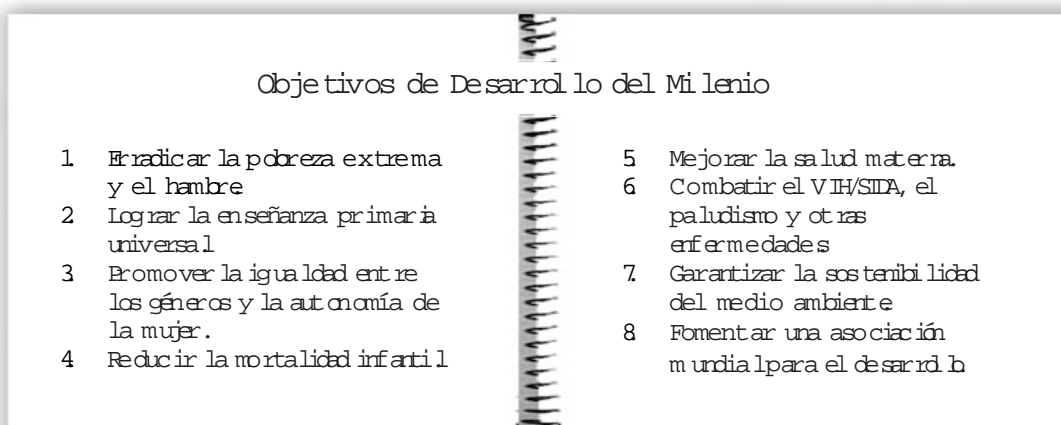 Objetivos de Desarrollo del Milenio
1. Erradicar la pobreza extrema
y el hambre
2. Lograr la enseñanza primaria
universal
3. Promover la igualdad entre
los géneros y la autonomía de
la mujer.
4. Reducir la mortalidad infantil
5. Mejorar la salud materna.
6. Combatir el VIH/SIDA, el
paludismo y otras
enfermedades
7. Garantizar la sostenibilidad
del medio ambiente
8. Fomentar una asociación
mundial para el desarrollo.